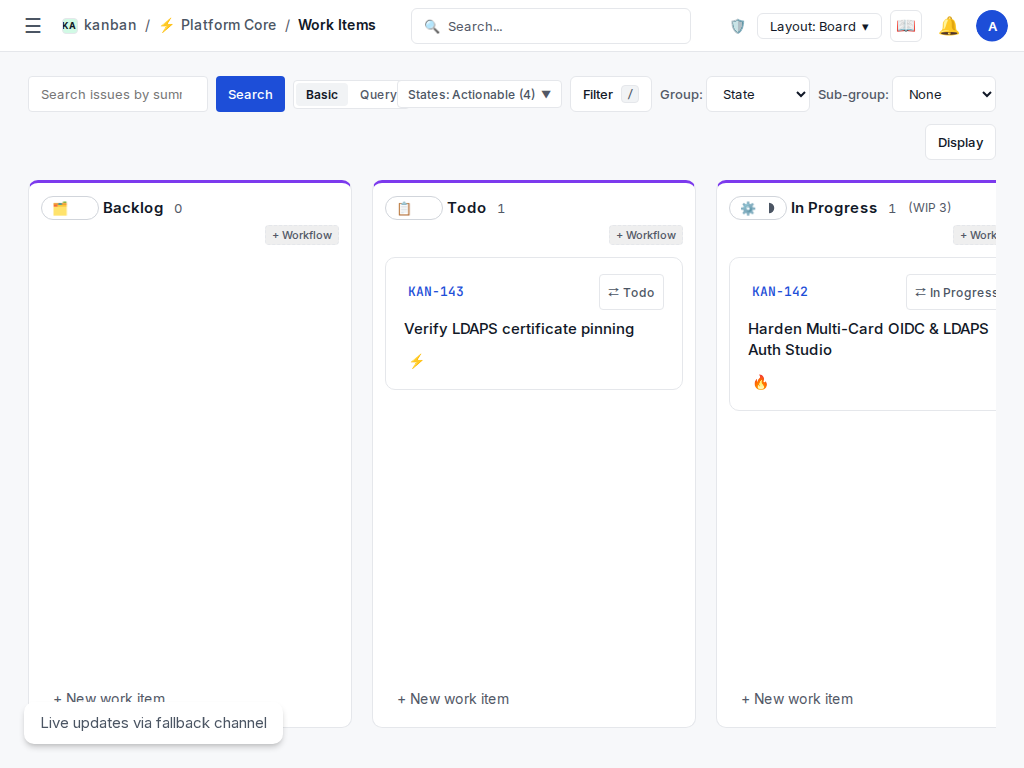 ☰ KA kanban / ⚡ Platform Core / Work Items 🔍 Search... 🛡️ Layout: Board ▾ 📖 🔔 A
Search issues by sumr Search Basic Query States: Actionable (4) ▼ Filter / Group: State Sub-group: None
Display
🗂️ Backlog 0
+ Workflow
+ New work item
📋 Todo 1
+ Workflow
KAN-143 ⇄ Todo
Verify LDAPS certificate pinning
⚡
+ New work item
⚙️ ◗ In Progress 1 (WIP 3)
+ Work
KAN-142 ⇄ In Progress
Harden Multi-Card OIDC & LDAPS
Auth Studio
🔥
+ New work item
Live updates via fallback channel